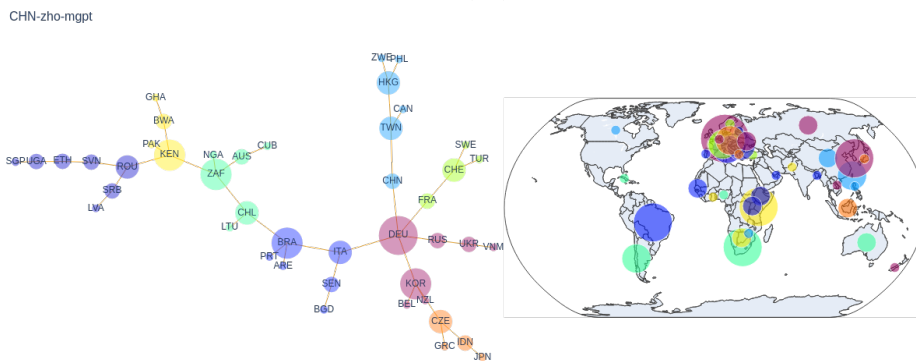 CHN-zho-mgpt
ZWE PHL
HKG
GHA
CAN
BWA
TWN
CUB
SWE
PAK
NGA
AUS
TUR
KEN
SGP UGA ETH SVN ROU
ZAF
CHE
CHN
SRB
FRA
LVA
CHL
LTU
DEU
RUS
UKR
VNM
BRA
ITA
PRT
ARE
SEN
KOR
BEL
NZL
BGD
CZE
GRC
IDN
JPN